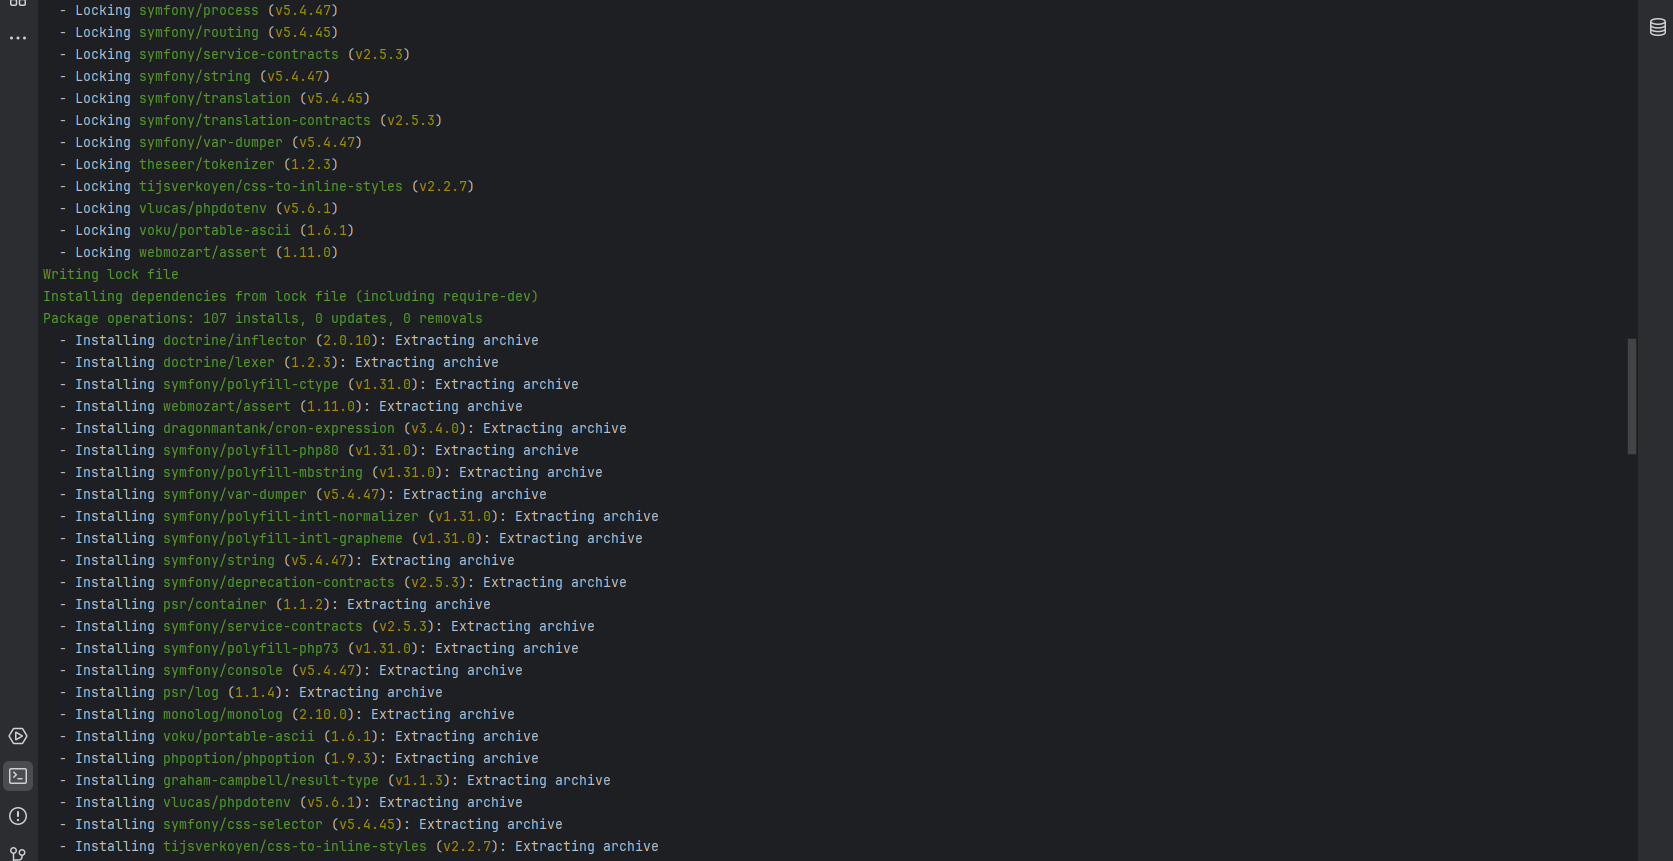 - Locking symfony/process (v5.4.47)
- Locking symfony/routing (v5.4.45)
- Locking symfony/service-contracts (v2.5.3)
- Locking symfony/string (v5.4.47)
- Locking symfony/translation (v5.4.45)
- Locking symfony/translation-contracts (v2.5.3)
- Locking symfony/var-dumper (v5.4.47)
- Locking theseer/tokenizer (1.2.3)
- Locking tijsverkoyen/css-to-inline-styles (v2.2.7)
- Locking vlucas/phpdotenv (v5.6.1)
- Locking voku/portable-ascii (1.6.1)
- Locking webmozart/assert (1.11.0)
Writing lock file
Installing dependencies from lock file (including require-dev)
Package operations: 107 installs, 0 updates, 0 removals
- Installing doctrine/inflector (2.0.10): Extracting archive
- Installing doctrine/lexer (1.2.3): Extracting archive
- Installing symfony/polyfill-ctype (v1.31.0): Extracting archive
- Installing webmozart/assert (1.11.0): Extracting archive
- Installing dragonmantank/cron-expression (v3.4.0): Extracting archive
- Installing symfony/polyfill-php80 (v1.31.0): Extracting archive
- Installing symfony/polyfill-mbstring (v1.31.0): Extracting archive
- Installing symfony/var-dumper (v5.4.47): Extracting archive
- Installing symfony/polyfill-intl-normalizer (v1.31.0): Extracting archive
- Installing symfony/polyfill-intl-grapheme (v1.31.0): Extracting archive
- Installing symfony/string (v5.4.47): Extracting archive
- Installing symfony/deprecation-contracts (v2.5.3): Extracting archive
- Installing psr/container (1.1.2): Extracting archive
- Installing symfony/service-contracts (v2.5.3): Extracting archive
- Installing symfony/polyfill-php73 (v1.31.0): Extracting archive
- Installing symfony/console (v5.4.47): Extracting archive
- Installing psr/log (1.1.4): Extracting archive
- Installing monolog/monolog (2.10.0): Extracting archive
- Installing voku/portable-ascii (1.6.1): Extracting archive
- Installing phpoption/phpoption (1.9.3): Extracting archive
- Installing graham-campbell/result-type (v1.1.3): Extracting archive
- Installing vlucas/phpdotenv (v5.6.1): Extracting archive
- Installing symfony/css-selector (v5.4.45): Extracting archive
- Installing tijsverkoyen/css-to-inline-styles (v2.2.7): Extracting archive